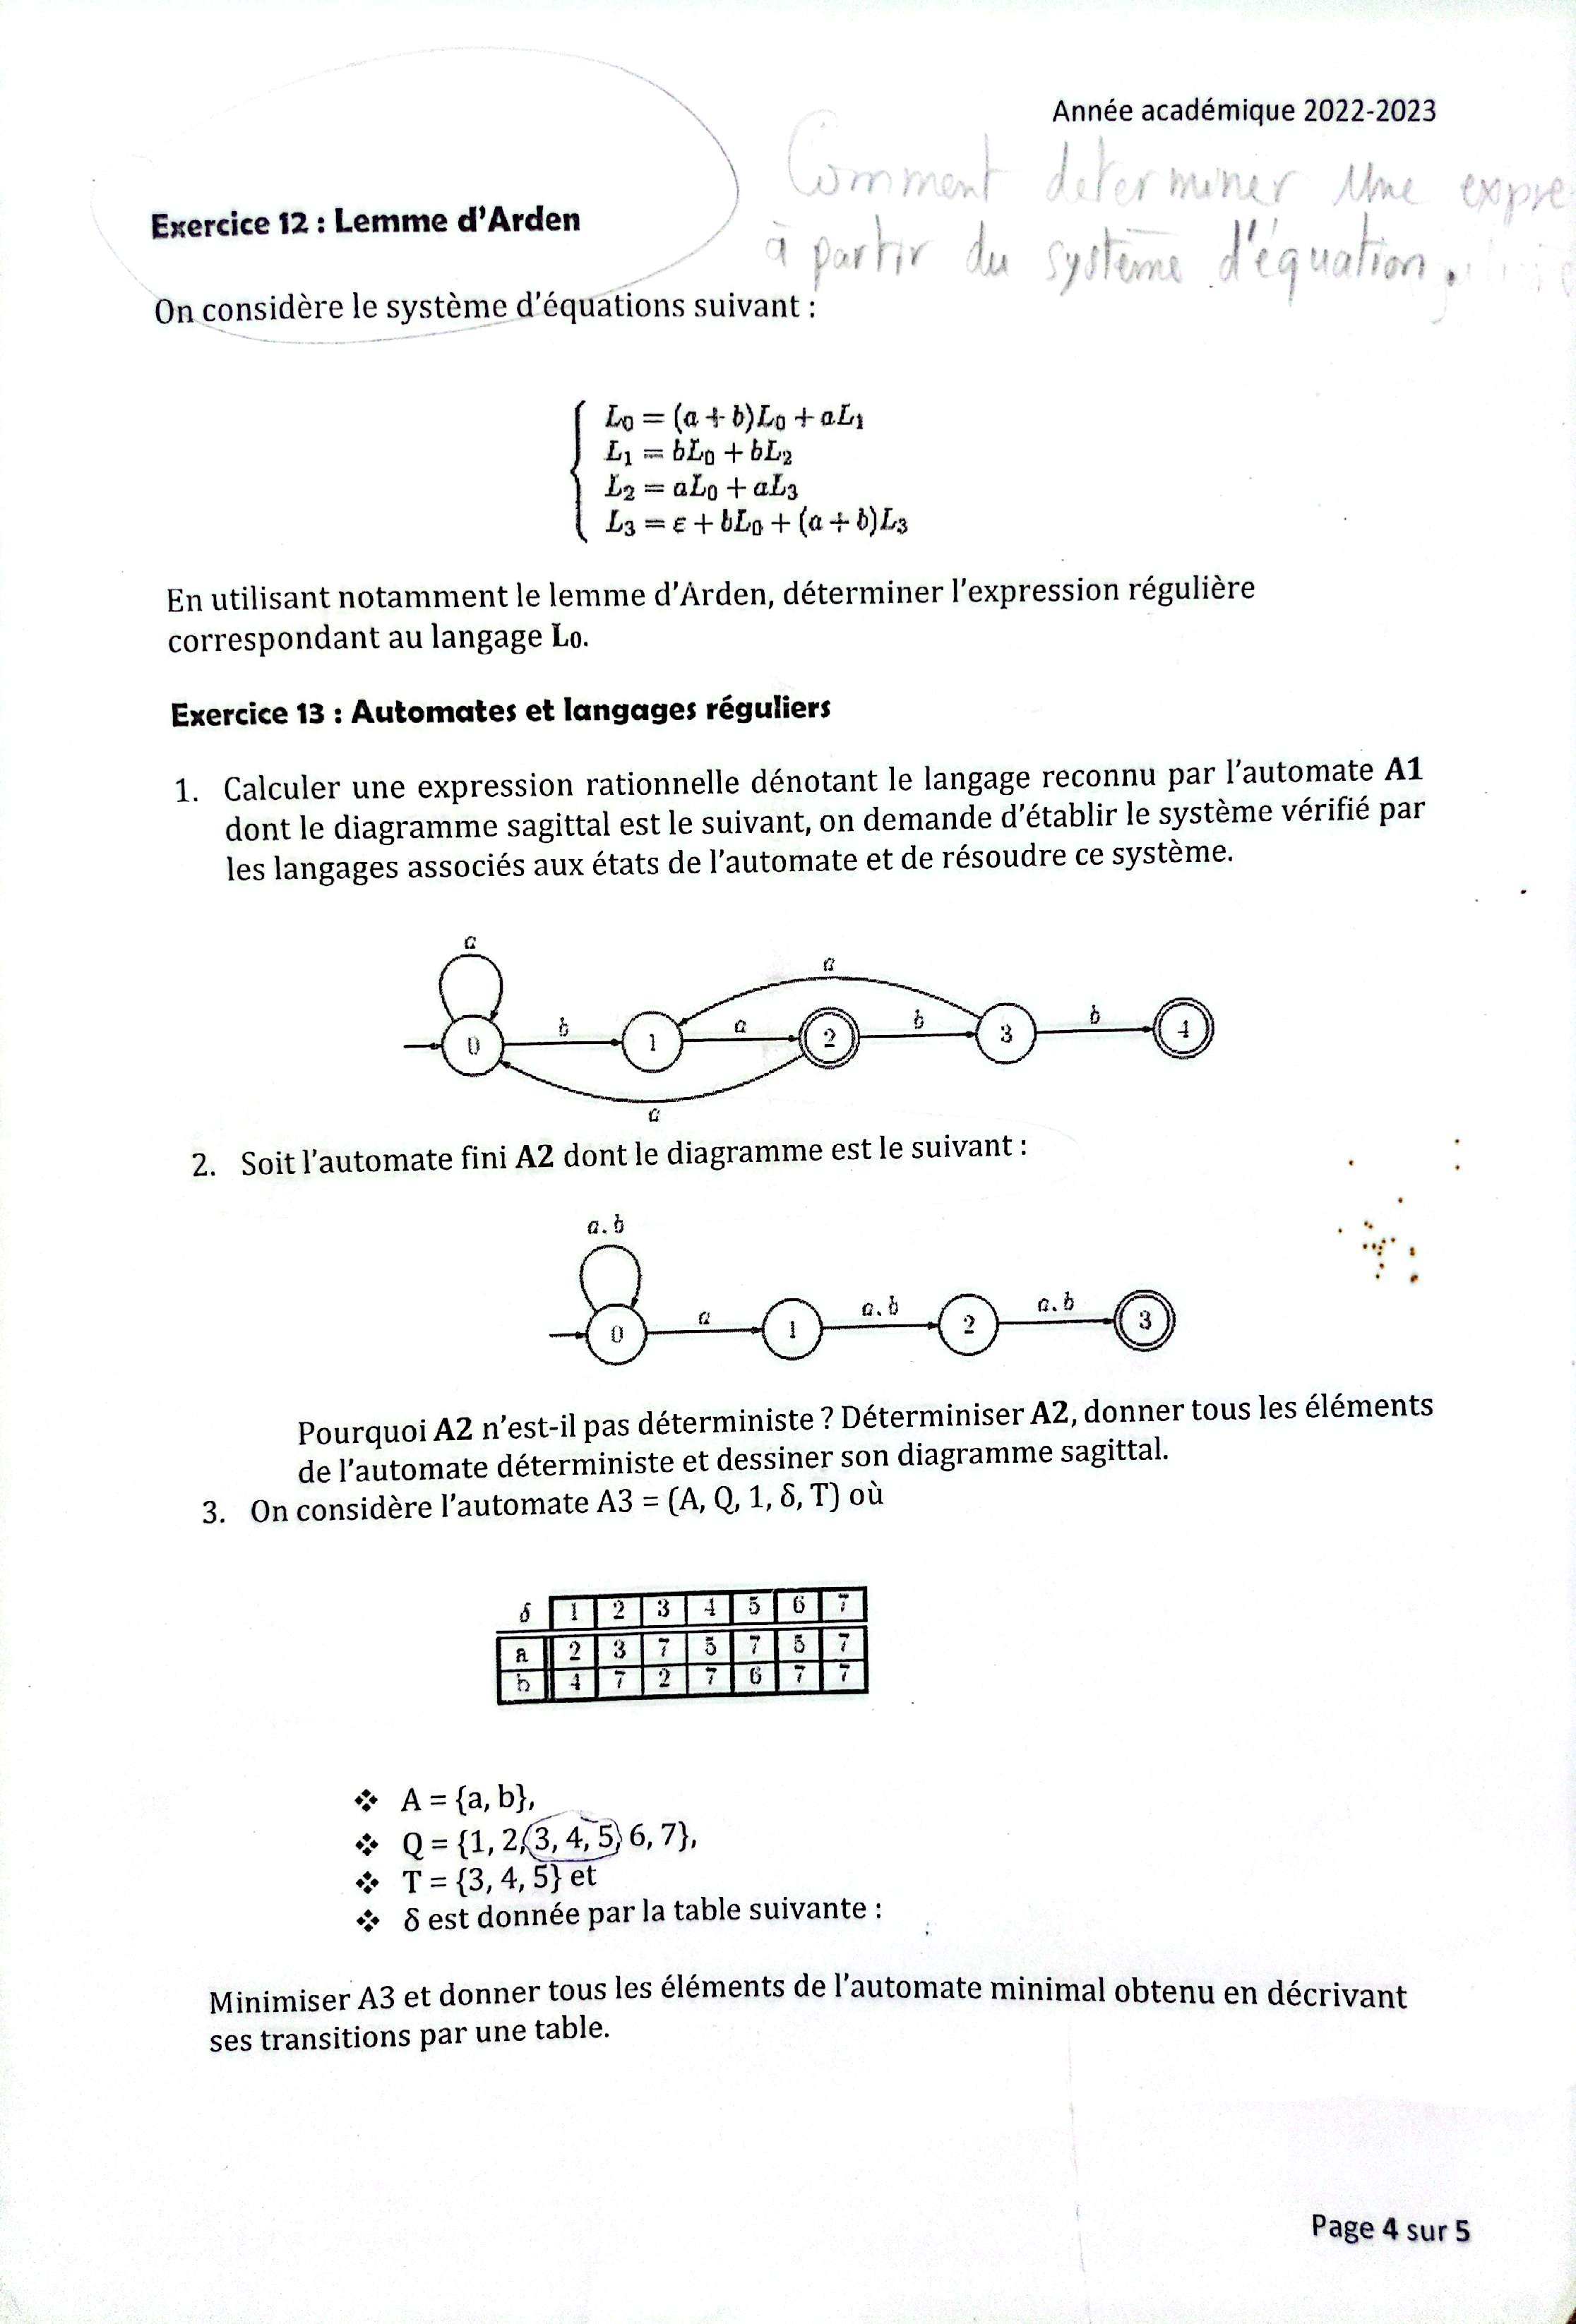 Année académique 2022-2023
Comment determiner Une expre
à partir du système d'équation.
Exercice 12 : Lemme d'Arden
On considère le système d'équations suivant :
L₀ = (a + b)L₀ + aL₁
L₁ = bL₀ + bL₂
L₂ = aL₀ + aL₃
L₃ = ε + bL₀ + (a + b)L₃
En utilisant notamment le lemme d'Arden, déterminer l'expression régulière
correspondant au langage L₀.
Exercice 13 : Automates et langages réguliers
1. Calculer une expression rationnelle dénotant le langage reconnu par l'automate A1
dont le diagramme sagittal est le suivant, on demande d'établir le système vérifié par
les langages associés aux états de l'automate et de résoudre ce système.
a
a
0 b 1 a 2 b 3 b 4
a
2. Soit l'automate fini A2 dont le diagramme est le suivant :
a.b
0 a 1 a.b 2 a.b 3
Pourquoi A2 n'est-il pas déterministe ? Déterminiser A2, donner tous les éléments
de l'automate déterministe et dessiner son diagramme sagittal.
3. On considère l'automate A3 = (A, Q, 1, δ, T) où
δ 1 2 3 4 5 6 7
a 2 3 7 5 7 5 7
b 4 7 2 7 6 7 7
❖ A = {a, b},
❖ Q = {1, 2, 3, 4, 5, 6, 7},
❖ T = {3, 4, 5} et
❖ δ est donnée par la table suivante :
Minimiser A3 et donner tous les éléments de l'automate minimal obtenu en décrivant
ses transitions par une table.
Page 4 sur 5